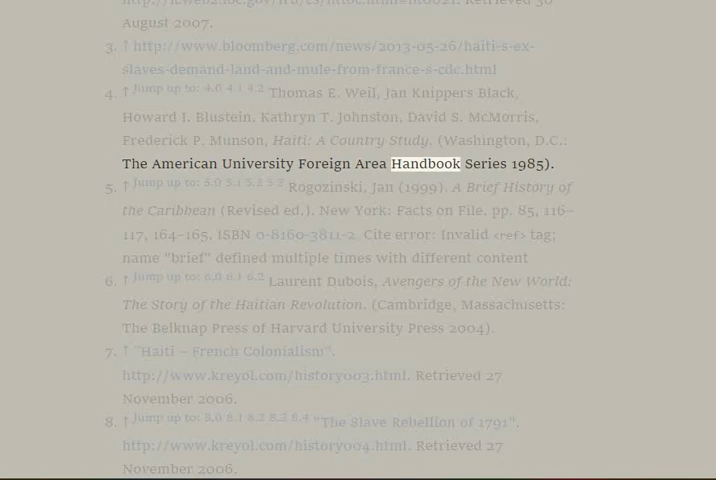 August 2007.
3. ↑ http://www.bloomberg.com/news/2013-05-26/haiti-s-ex-
slaves-demand-land-and-mule-from-france-s-cdc.html
4. ↑ Jump up to: 4.0 4.1 4.2 Thomas E. Weil, Jan Knippers Black,
Howard I. Blustein, Kathryn T. Johnston, David S. McMorris,
Frederick P. Munson, Haiti: A Country Study. (Washington, D.C.:
The American University Foreign Area Handbook Series 1985).
5. ↑ Jump up to: 5.0 5.1 5.2 5.3 Rogozinski, Jan (1999). A Brief History of
the Caribbean (Revised ed.). New York: Facts on File. pp. 85, 116–
117, 164–165. ISBN 0-8160-3811-2. Cite error: Invalid <ref> tag;
name "brief" defined multiple times with different content
6. ↑ Jump up to: 6.0 6.1 6.2 Laurent Dubois, Avengers of the New World:
The Story of the Haitian Revolution. (Cambridge, Massachusetts:
The Belknap Press of Harvard University Press 2004).
7. ↑ "Haiti – French Colonialism".
http://www.kreyol.com/history003.html. Retrieved 27
November 2006.
8. ↑ Jump up to: 8.0 8.1 8.2 8.3 8.4 "The Slave Rebellion of 1791".
http://www.kreyol.com/history004.html. Retrieved 27
November 2006.